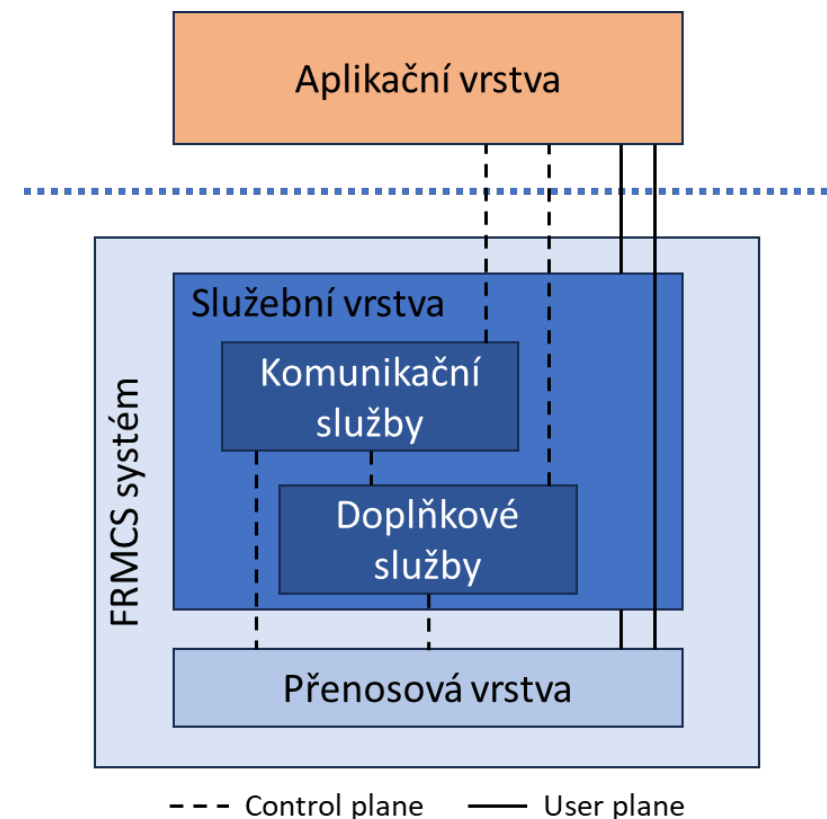 Aplikační vrstva
Služební vrstva
Komunikační
služby
Doplňkové
služby
FRMCS systém
Přenosová vrstva
Control plane
User plane